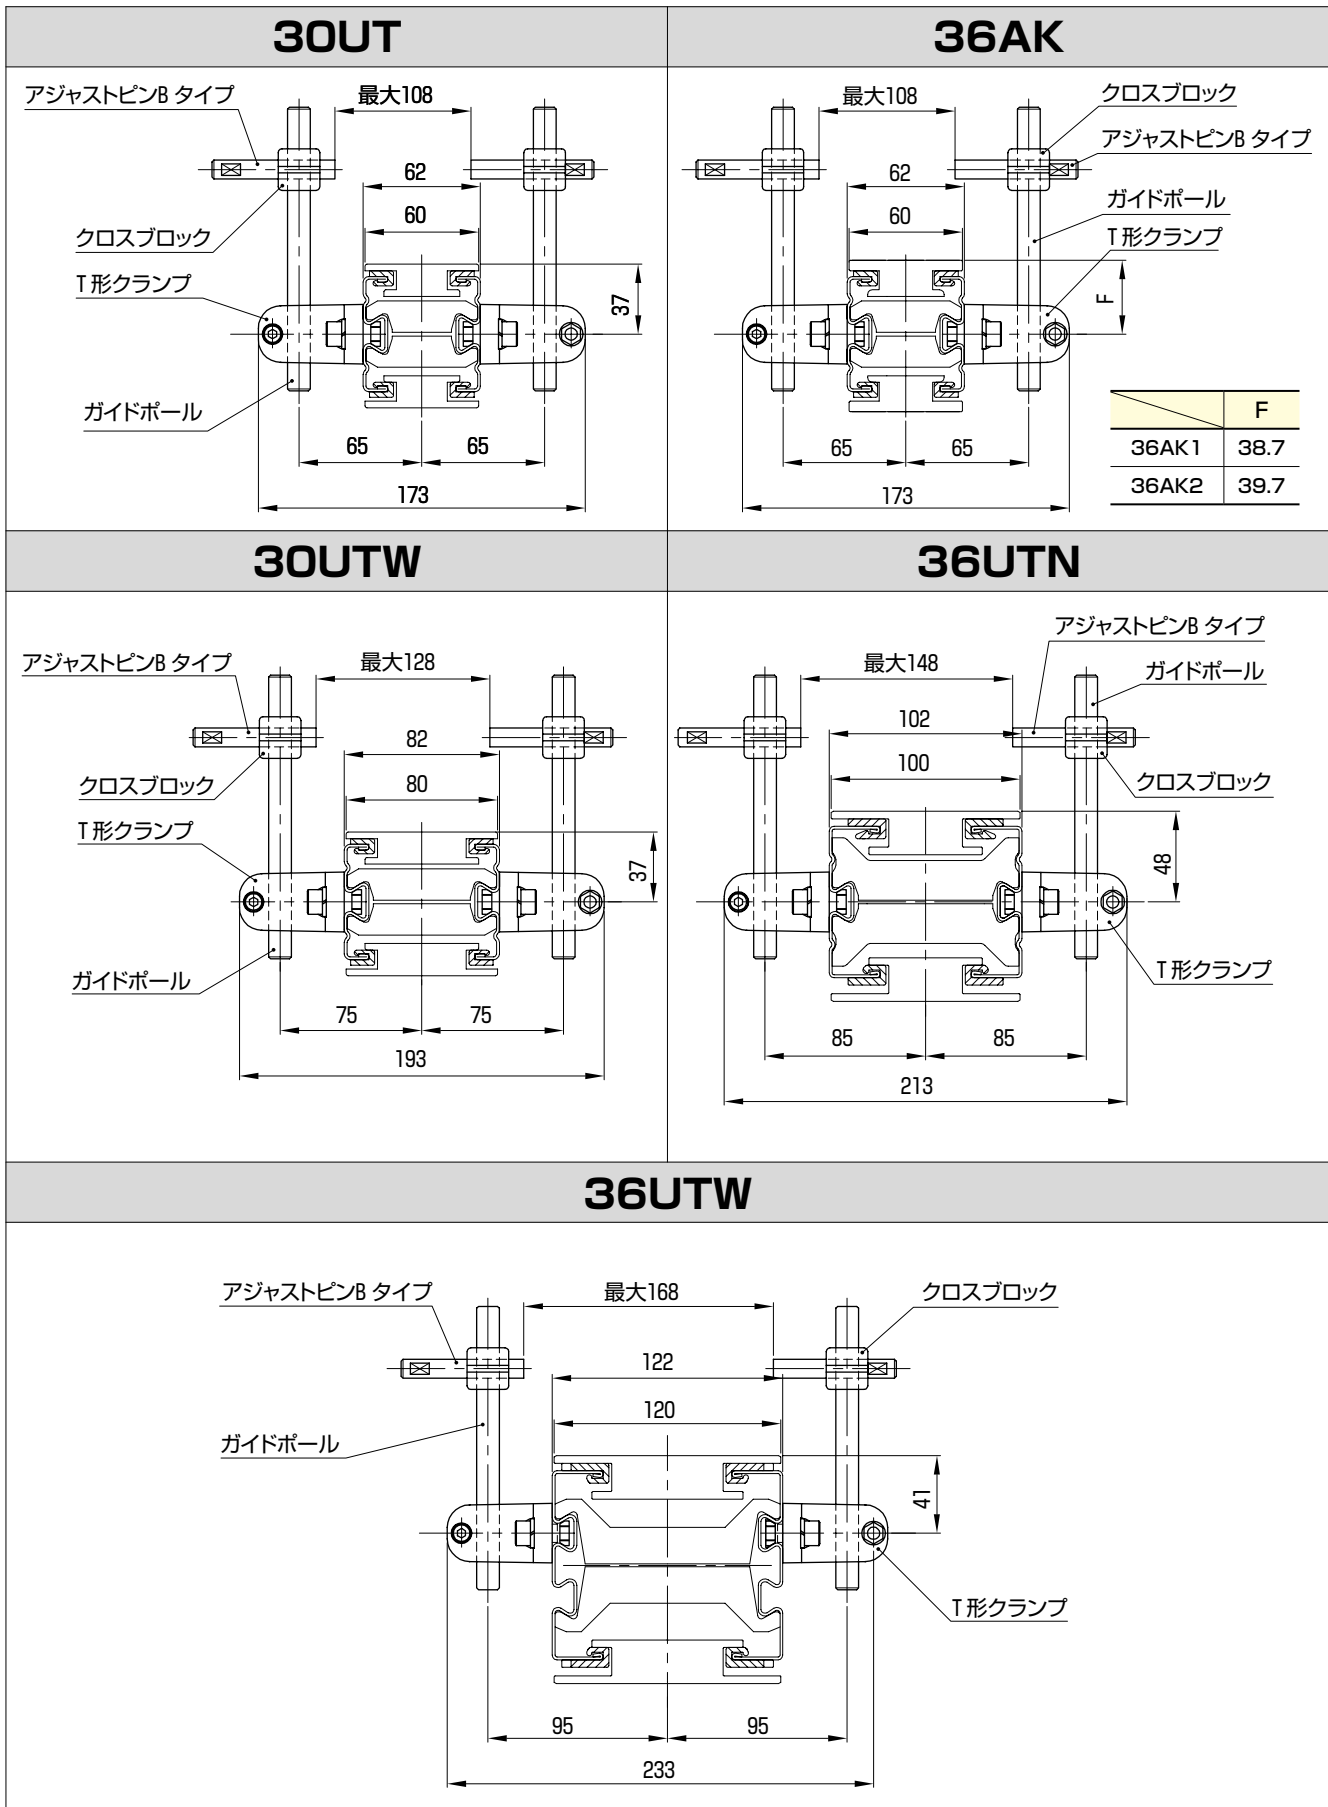 30UT
アジャストピンB タイプ
最大108
62
60
クロスブロック
T 形クランプ
37
ガイドポール
65
65
173
36AK
最大108
クロスブロック
アジャストピンB タイプ
62
ガイドポール
60
T 形クランプ
F
65
65
173
F
36AK1 38.7
36AK2 39.7
30UTW
アジャストピンB タイプ
最大128
82
クロスブロック
80
T 形クランプ
37
ガイドポール
75
75
193
36UTN
アジャストピンB タイプ
最大148
ガイドポール
102
100
クロスブロック
48
T 形クランプ
85
85
213
36UTW
アジャストピンB タイプ
最大168
クロスブロック
122
120
ガイドポール
41
T 形クランプ
95
95
233